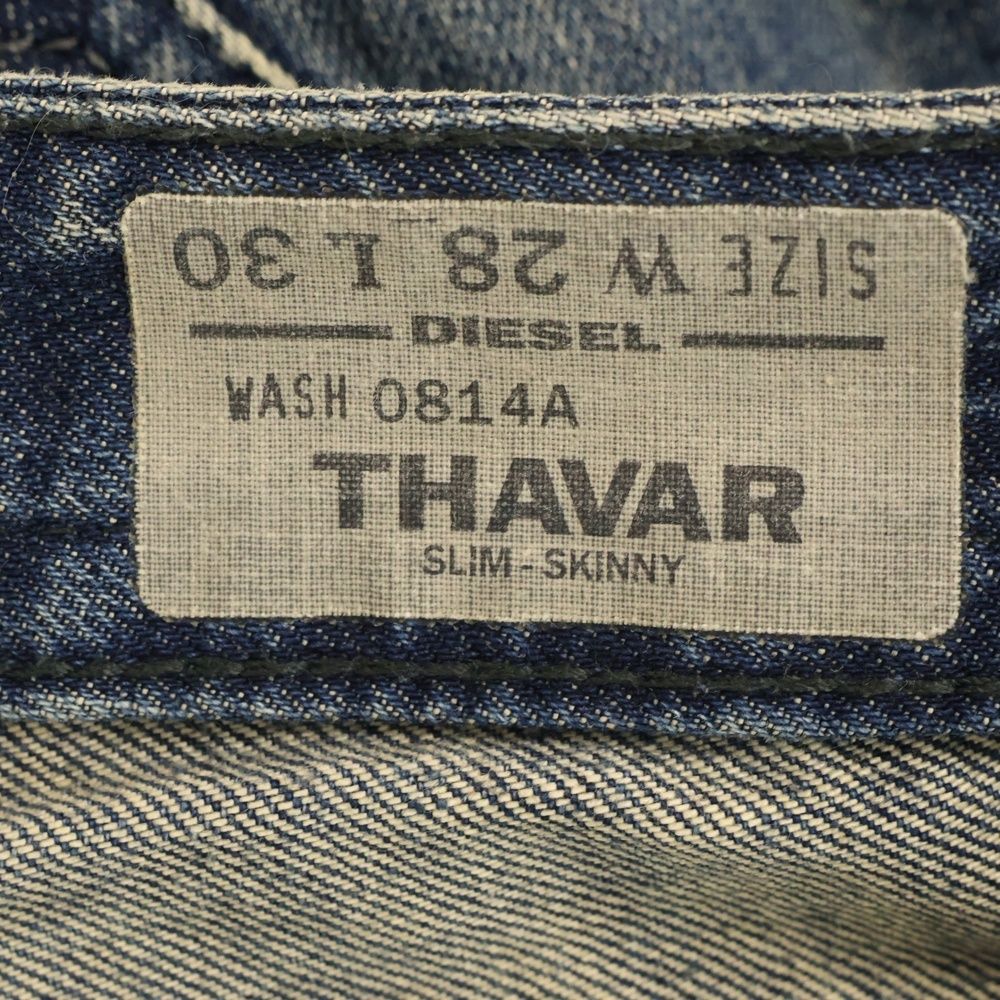 SIZE W 28 L 30
DIESEL
WASH 0814A
THAVAR
SLIM - SKINNY